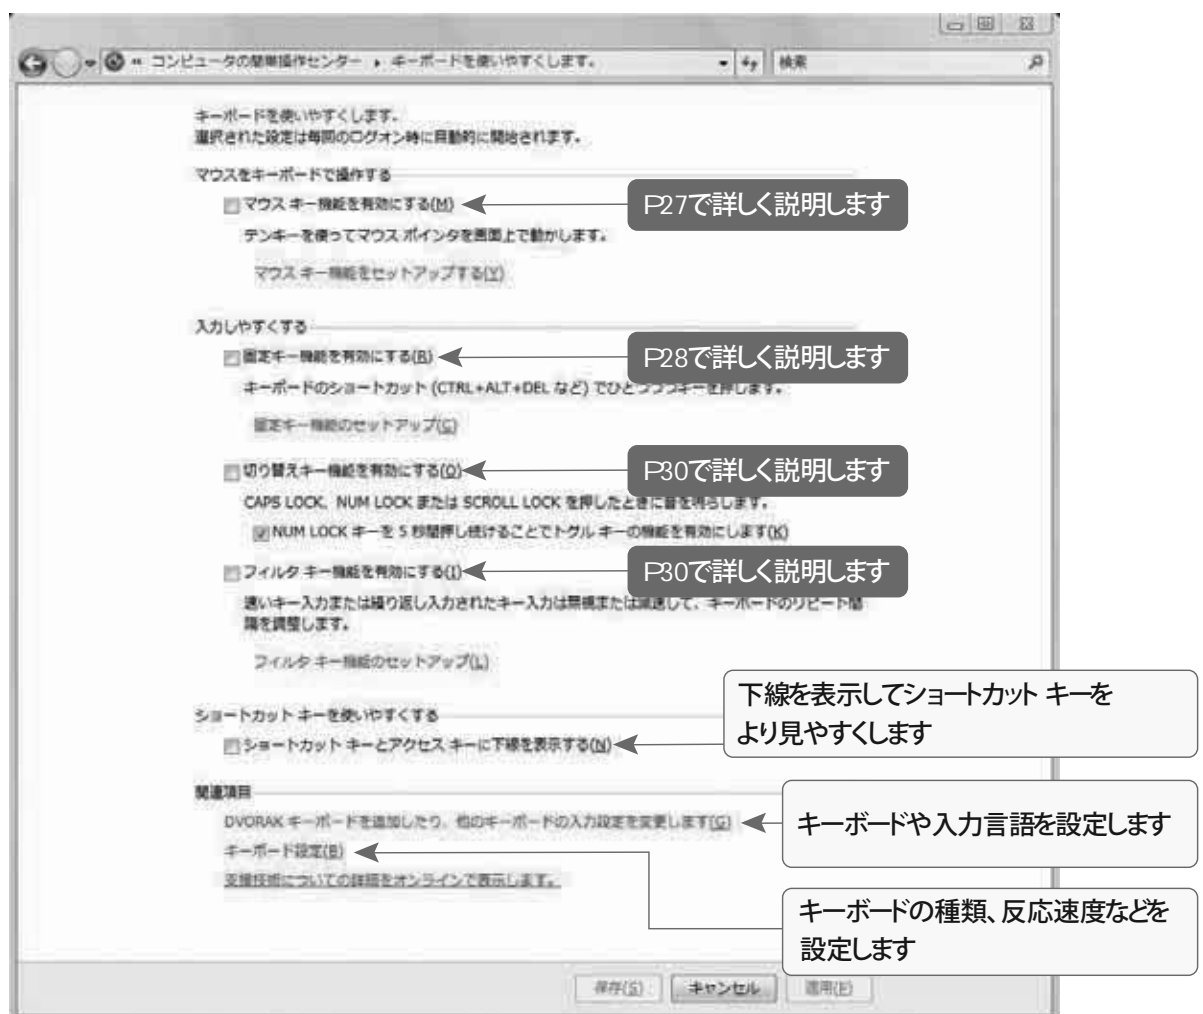 « コンピュータの簡単操作センター ▸ キーボードを使いやすくします。
検索
キーボードを使いやすくします。
選択された設定は毎回のログオン時に自動的に開始されます。
マウスをキーボードで操作する
マウス キー機能を有効にする(M)
P27で詳しく説明します
テンキーを使ってマウス ポインタを画面上で動かします。
マウス キー機能をセットアップする(Y)
入力しやすくする
固定キー機能を有効にする(R)
P28で詳しく説明します
キーボードのショートカット (CTRL+ALT+DEL など) でひとつづつキーを押します。
固定キー機能のセットアップ(C)
切り替えキー機能を有効にする(O)
P30で詳しく説明します
CAPS LOCK、NUM LOCK または SCROLL LOCK を押したときに音を鳴らします。
NUM LOCK キーを 5 秒間押し続けることでトグル キーの機能を有効にします(K)
フィルタ キー機能を有効にする(I)
P30で詳しく説明します
速いキー入力または繰り返し入力されたキー入力は無視または減速して、キーボードのリピート間
隔を調整します。
フィルタ キー機能のセットアップ(L)
下線を表示してショートカット キーを
より見やすくします
ショートカット キーを使いやすくする
ショートカット キーとアクセス キーに下線を表示する(N)
関連項目
DVORAK キーボードを追加したり、他のキーボードの入力設定を変更します(G)
キーボードや入力言語を設定します
キーボード設定(B)
支援技術についての詳細をオンラインで表示します。
キーボードの種類、反応速度などを
設定します
保存(S)
キャンセル
適用(P)